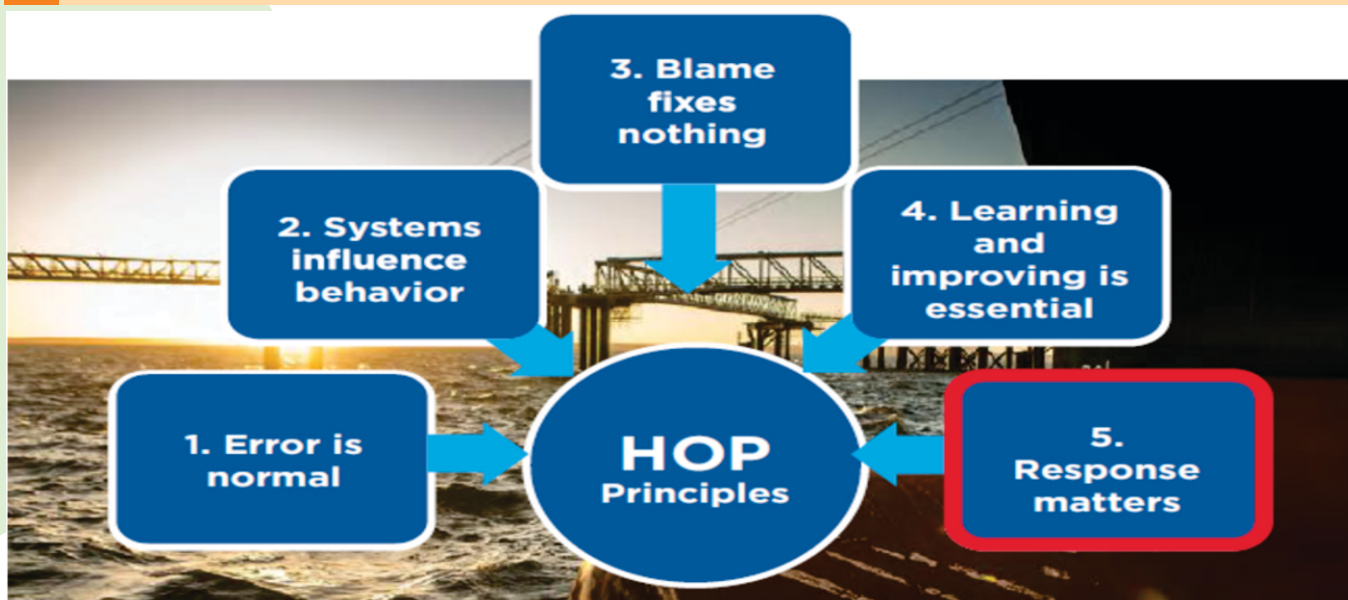 3. Blame
fixes
nothing
2. Systems
influence
behavior
4. Learning
and
improving is
essential
1. Error is
normal
HOP
Principles
5.
Response
matters